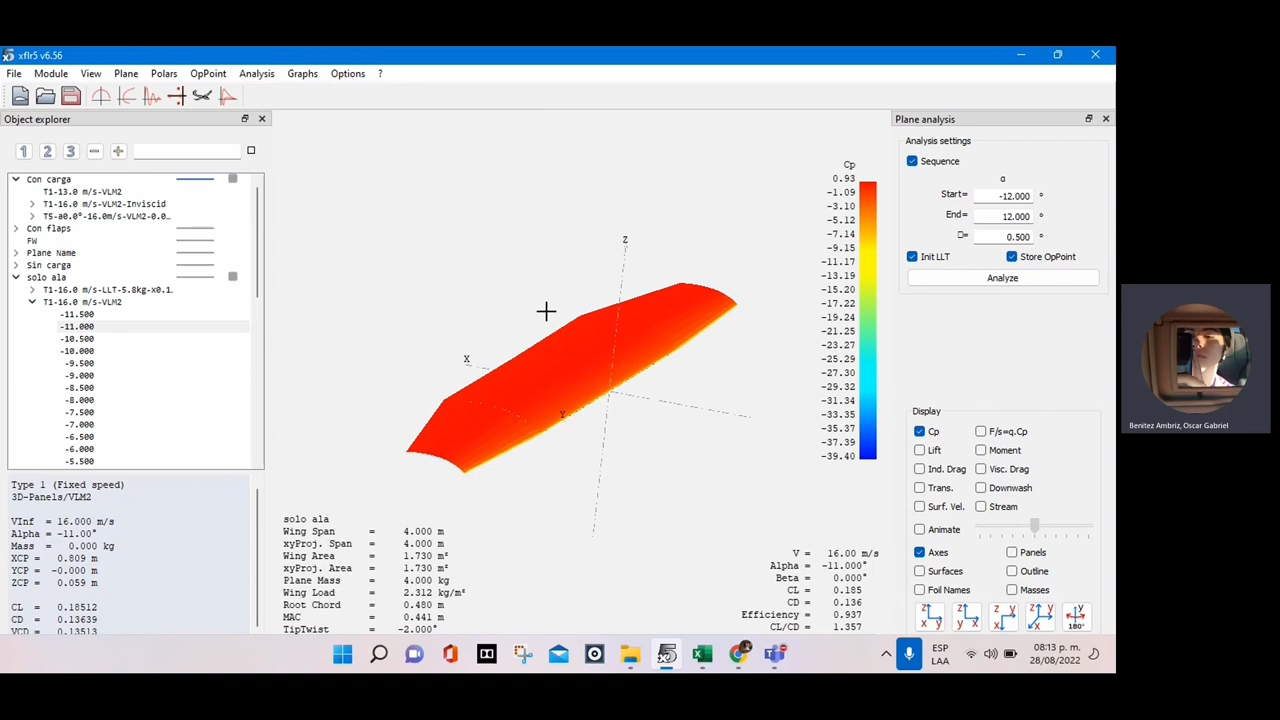 xflr5 v6.56
File Module View Plane Polars OpPoint Analysis Graphs Options ?
Object explorer
1 2 3
Con carga
T1-13.0 m/s-VLM2
T1-16.0 m/s-VLM2-Inviscid
T5-a0.0°-16.0m/s-VLM2-0.0…
Con flaps
FW
Plane Name
Sin carga
solo ala
T1-16.0 m/s-LLT-5.8kg-x0.1…
T1-16.0 m/s-VLM2
-11.500
-11.000
-10.500
-10.000
-9.500
-9.000
-8.500
-8.000
-7.500
-7.000
-6.500
-6.000
-5.500
Type 1 (Fixed speed)
3D-Panels/VLM2
VInf = 16.000 m/s
Alpha = -11.00°
Mass = 0.000 kg
XCP = 0.809 m
YCP = -0.000 m
ZCP = 0.059 m
CL = 0.18512
CD = 0.13639
VCD = 0.13513
Z
X
Y
solo ala
Wing Span = 4.000 m
xyProj. Span = 4.000 m
Wing Area = 1.730 m²
xyProj. Area = 1.730 m²
Plane Mass = 4.000 kg
Wing Load = 2.312 kg/m²
Root Chord = 0.480 m
MAC = 0.441 m
TipTwist = -2.000°
Cp
0.93
-1.09
-3.10
-5.12
-7.14
-9.15
-11.17
-13.19
-15.20
-17.22
-19.24
-21.25
-23.27
-25.29
-27.30
-29.32
-31.34
-33.35
-35.37
-37.39
-39.40
V = 16.00 m/s
Alpha = -11.000°
Beta = 0.000°
CL = 0.185
CD = 0.136
Efficiency = 0.937
CL/CD = 1.357
Plane analysis
Analysis settings
Sequence
α
Start= -12.000 °
End= 12.000 °
□= 0.500 °
Init LLT Store OpPoint
Analyze
Display
Cp F/s=q.Cp
Lift Moment
Ind. Drag Visc. Drag
Trans. Downwash
Surf. Vel. Stream
Animate
Axes Panels
Surfaces Outline
Foil Names Masses
z x y
z x y
z y x
z y x
y 180°
Benitez Ambriz, Oscar Gabriel
ESP
LAA
08:13 p. m.
28/08/2022